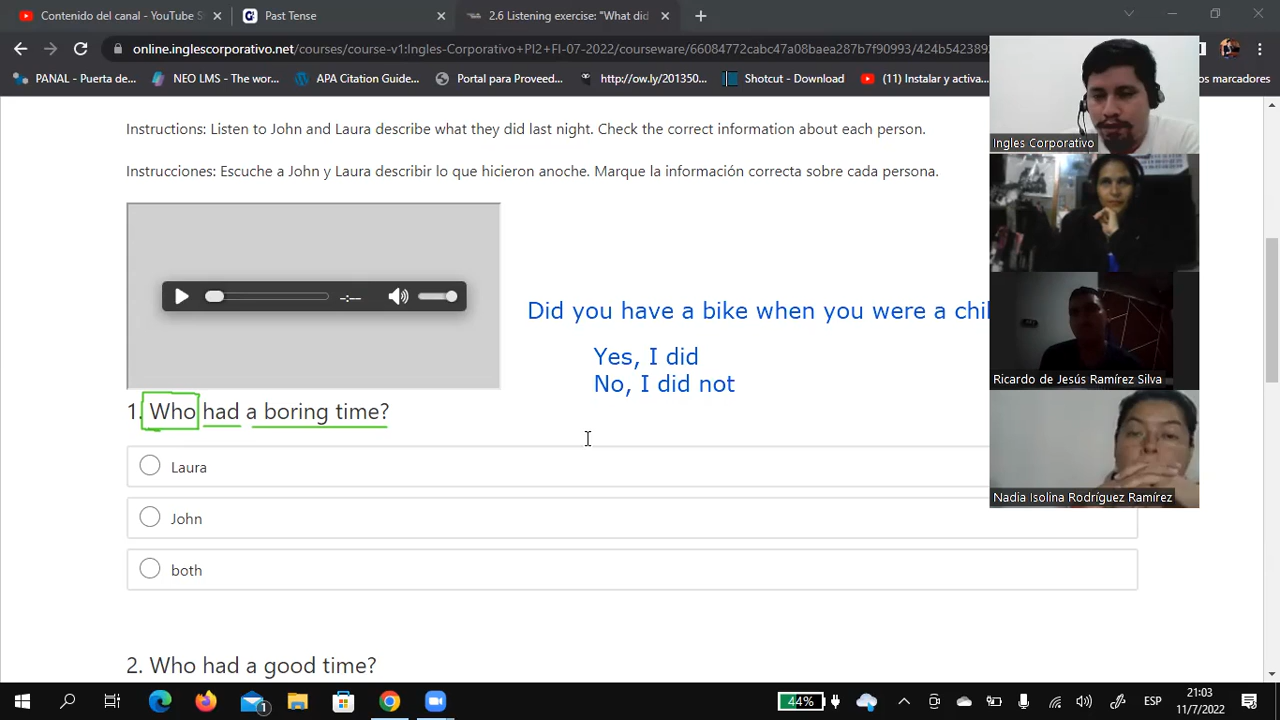 Contenido del canal - YouTube S
Past Tense
2.6 Listening exercise: "What did
online.inglescorporativo.net/courses/course-v1:Ingles-Corporativo+PI2+FI-07-2022/courseware/66084772cabc47a08baea287b7f90993/424b5423892
PANAL - Puerta de...
NEO LMS - The wor...
APA Citation Guide...
Portal para Proveed...
http://ow.ly/201350...
Shotcut - Download
(11) Instalar y activa...
os marcadores
Instructions: Listen to John and Laura describe what they did last night. Check the correct information about each person.
Instrucciones: Escuche a John y Laura describir lo que hicieron anoche. Marque la información correcta sobre cada persona.
Ingles Corporativo
-:--
Did you have a bike when you were a chil
Yes, I did
No, I did not
Ricardo de Jesús Ramírez Silva
1. Who had a boring time?
Laura
Nadia Isolina Rodríguez Ramírez
John
both
2. Who had a good time?
1
44%
ESP
21:03
11/7/2022